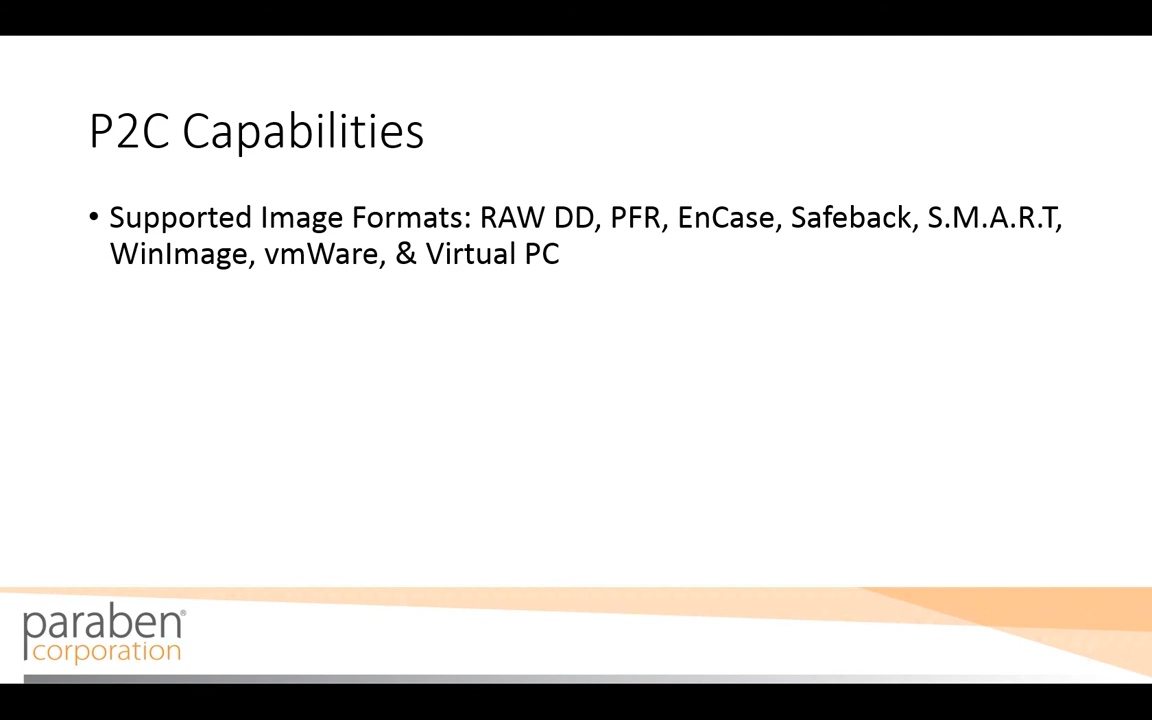 P2C Capabilities
• Supported Image Formats: RAW DD, PFR, EnCase, Safeback, S.M.A.R.T,
WinImage, vmWare, & Virtual PC
paraben®
corporation